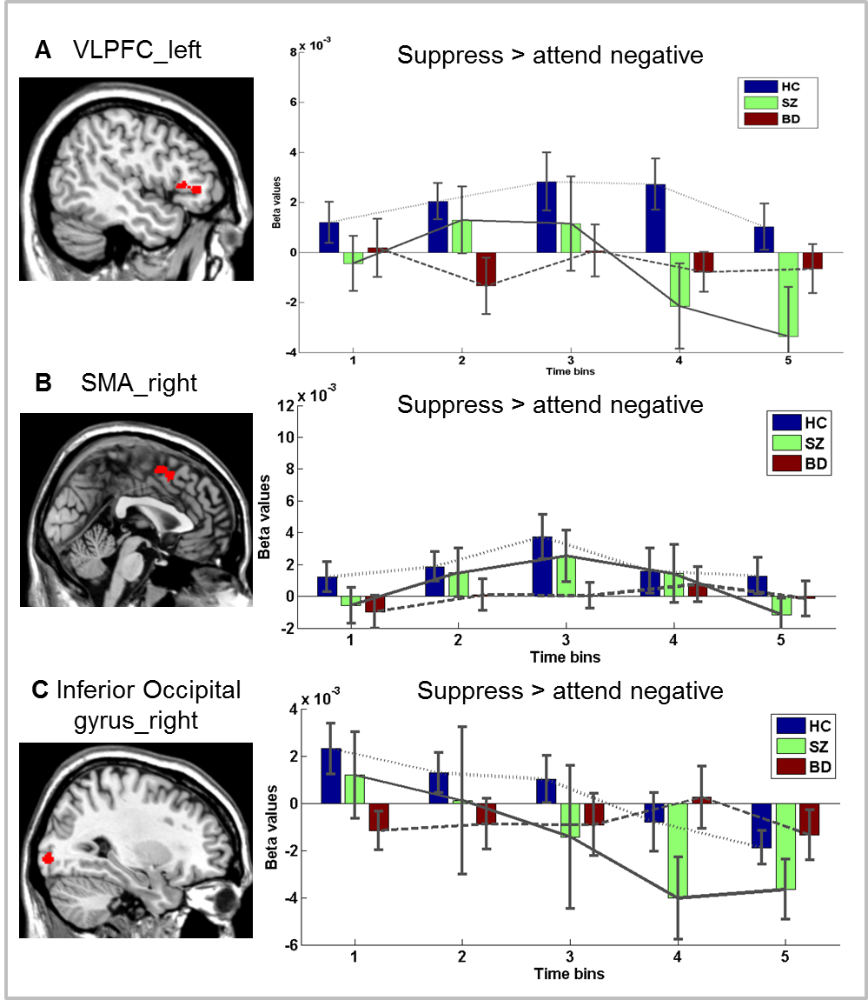 A VLPFC_left
Suppress > attend negative
8 x 10⁻³
6
4
2
0
-2
-4
Beta values
HC
SZ
BD
1 2 3 4 5
Time bins
B SMA_right
Suppress > attend negative
12 x 10⁻³
10
8
6
4
2
0
-2
Beta values
HC
SZ
BD
1 2 3 4 5
Time bins
C Inferior Occipital
gyrus_right
Suppress > attend negative
4 x 10⁻³
2
0
-2
-4
-6
Beta values
HC
SZ
BD
1 2 3 4 5
Time bins